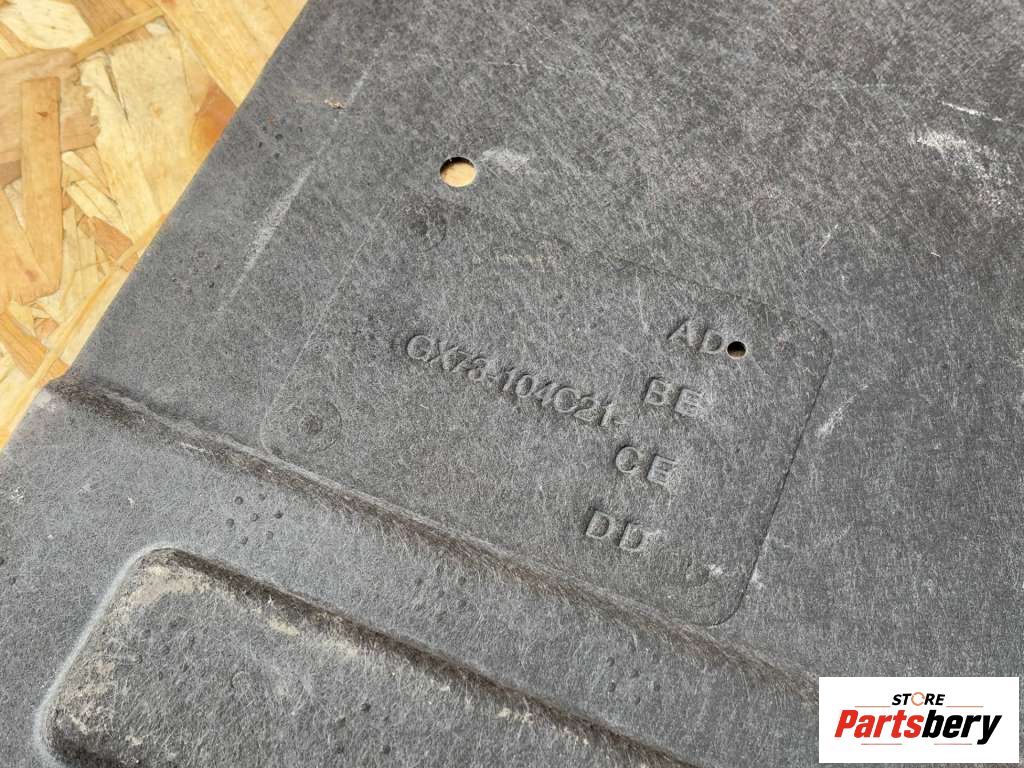 GX73-104C21-
AD
BE
CE
DD
STORE
Partsbery